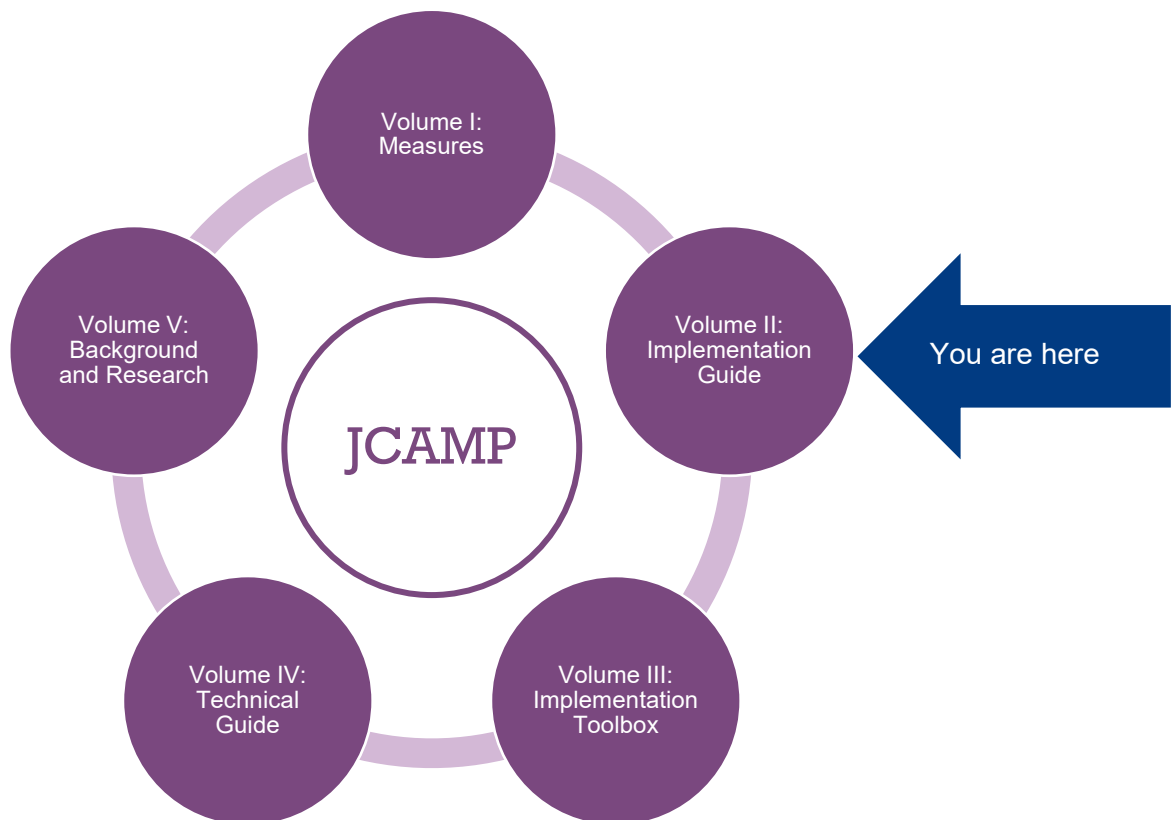 Volume I:
Measures
Volume II:
Implementation
Guide
You are here
Volume III:
Implementation
Toolbox
Volume IV:
Technical
Guide
Volume V:
Background
and Research
JCAMP